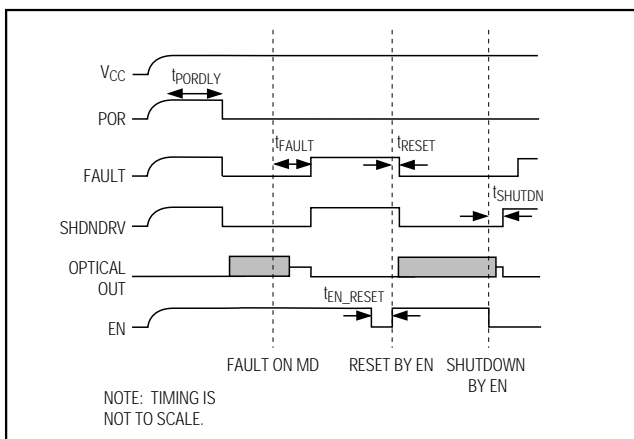 VCC
tPORDLY
POR
tFAULT
tRESET
FAULT
tSHUTDN
SHDNDRV
OPTICAL
OUT
tEN_RESET
EN
FAULT ON MD
RESET BY EN
SHUTDOWN
BY EN
NOTE: TIMING IS
NOT TO SCALE.